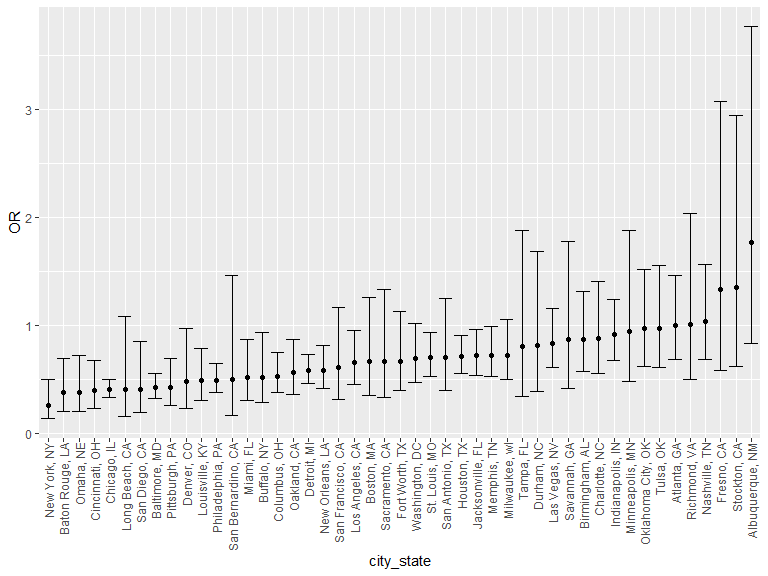 OR
3
2
1
0
New York, NY
Baton Rouge, LA
Omaha, NE
Cincinnati, OH
Chicago, IL
Long Beach, CA
San Diego, CA
Baltimore, MD
Pittsburgh, PA
Denver, CO
Louisville, KY
Philadelphia, PA
San Bernardino, CA
Miami, FL
Buffalo, NY
Columbus, OH
Oakland, CA
Detroit, MI
New Orleans, LA
San Francisco, CA
Los Angeles, CA
Boston, MA
Sacramento, CA
Fort Worth, TX
Washington, DC
St. Louis, MO
San Antonio, TX
Houston, TX
Jacksonville, FL
Memphis, TN
Milwaukee, wI
Tampa, FL
Durham, NC
Las Vegas, NV
Savannah, GA
Birmingham, AL
Charlotte, NC
Indianapolis, IN
Minneapolis, MN
Oklahoma City, OK
Tulsa, OK
Atlanta, GA
Richmond, VA
Nashville, TN
Fresno, CA
Stockton, CA
Albuquerque, NM
city_state